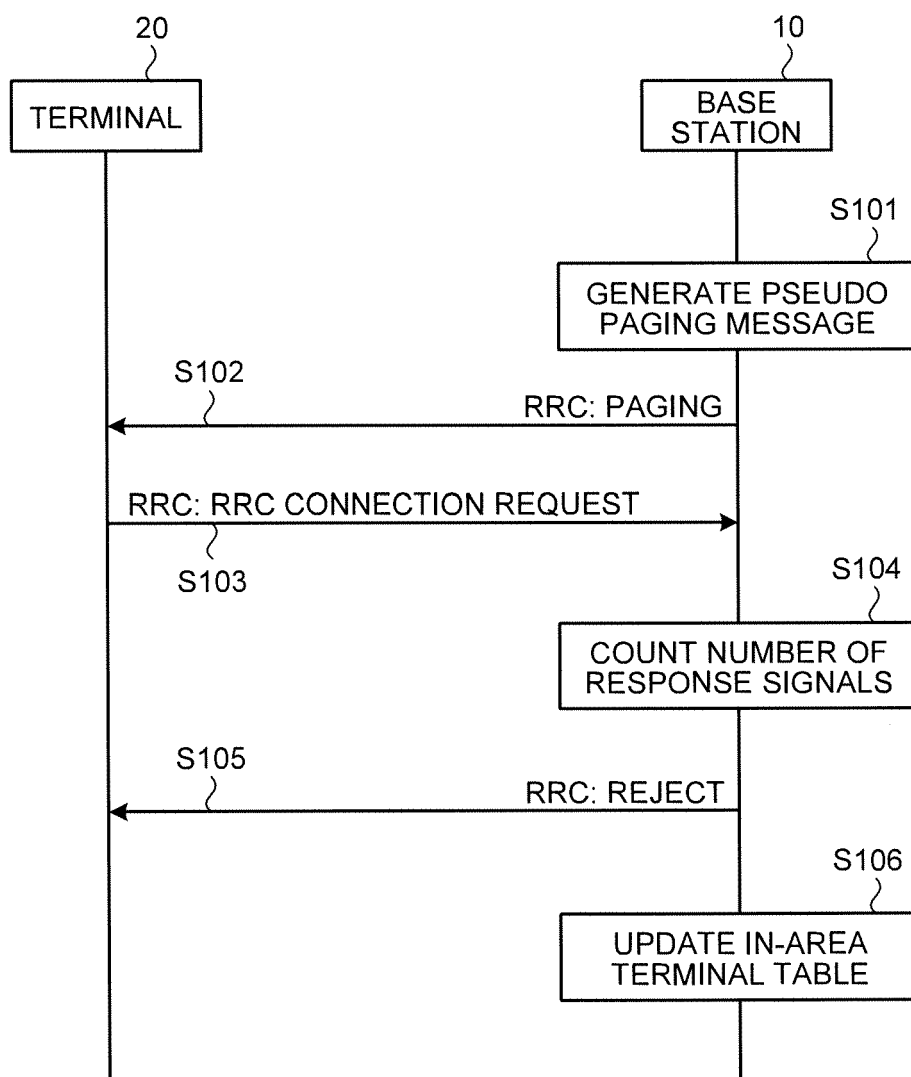 20
10
TERMINAL
BASE
STATION
S101
GENERATE PSEUDO
PAGING MESSAGE
S102
RRC: PAGING
RRC: RRC CONNECTION REQUEST
S103
S104
COUNT NUMBER OF
RESPONSE SIGNALS
S105
RRC: REJECT
S106
UPDATE IN-AREA
TERMINAL TABLE